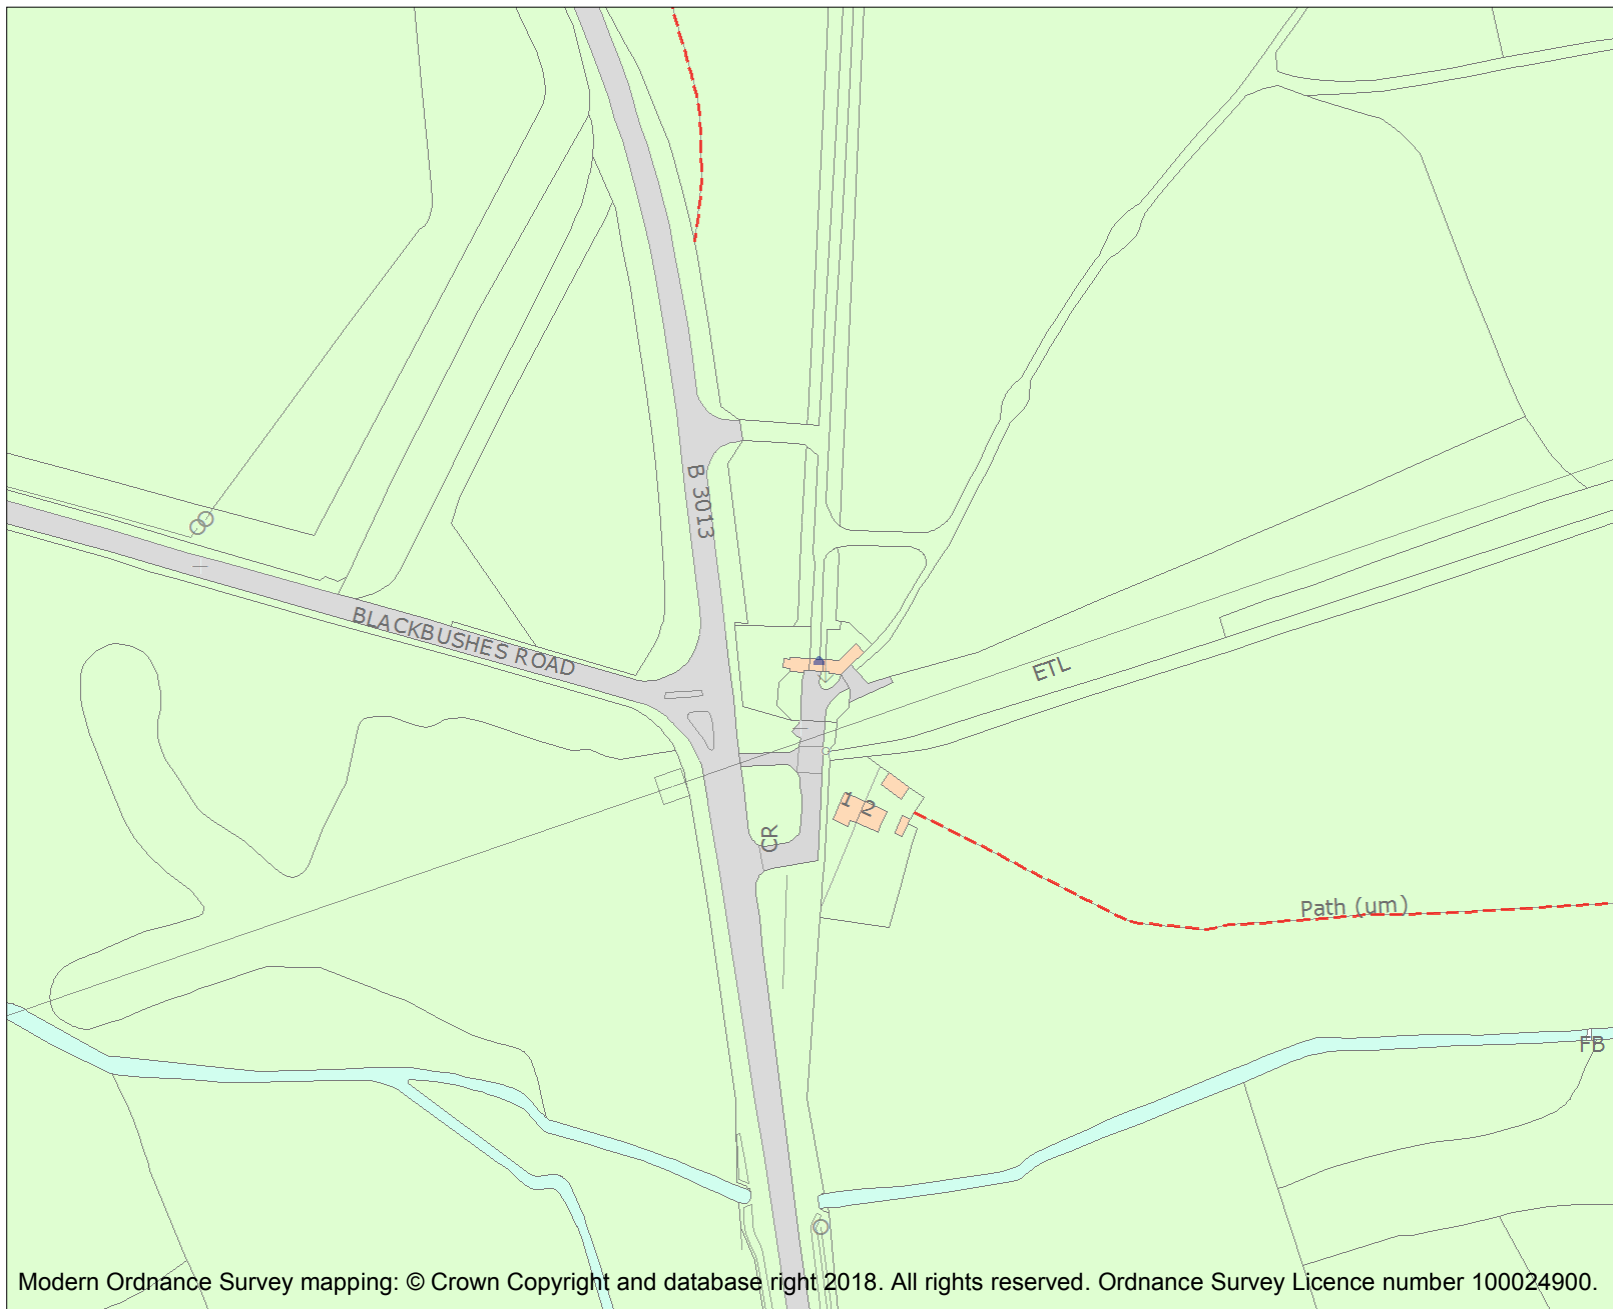 B 3013
BLACKBUSHES ROAD
ETL
1
2
CR
Path (um)
FB
Modern Ordnance Survey mapping: © Crown Copyright and database right 2018. All rights reserved. Ordnance Survey Licence number 100024900.